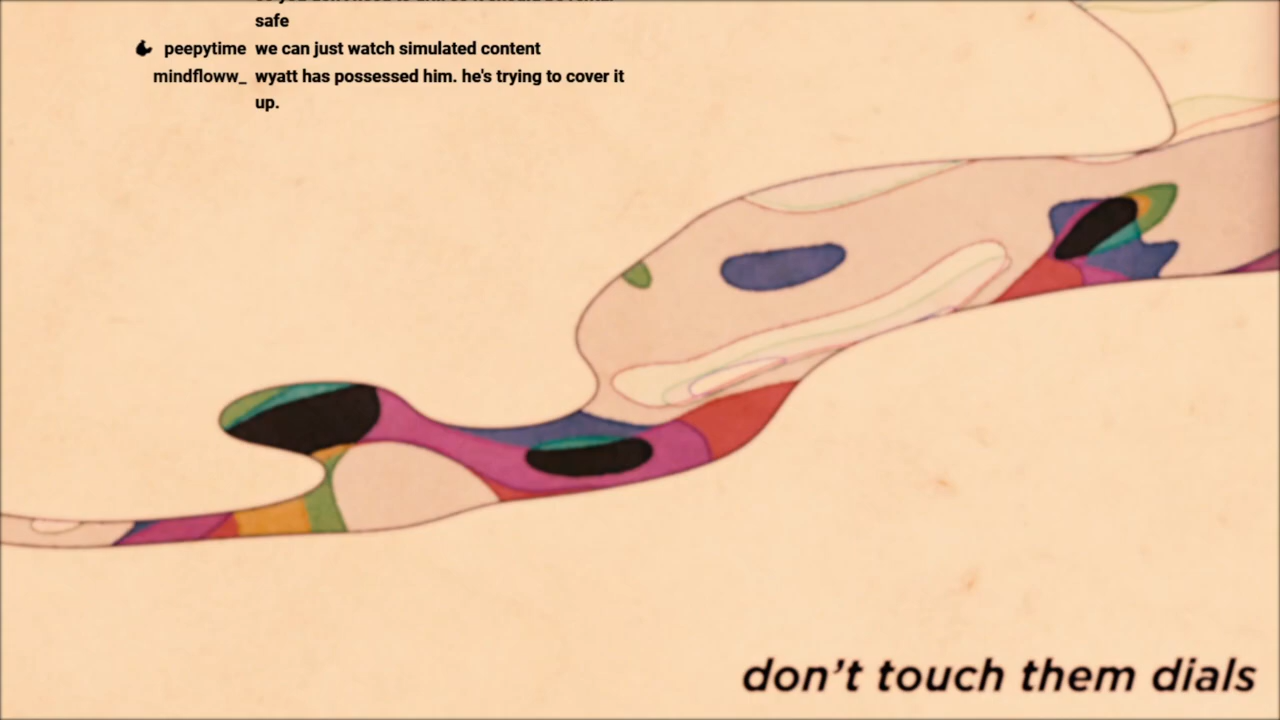 safe
peepytime we can just watch simulated content
mindfloww_ wyatt has possessed him. he's trying to cover it
up.
don't touch them dials